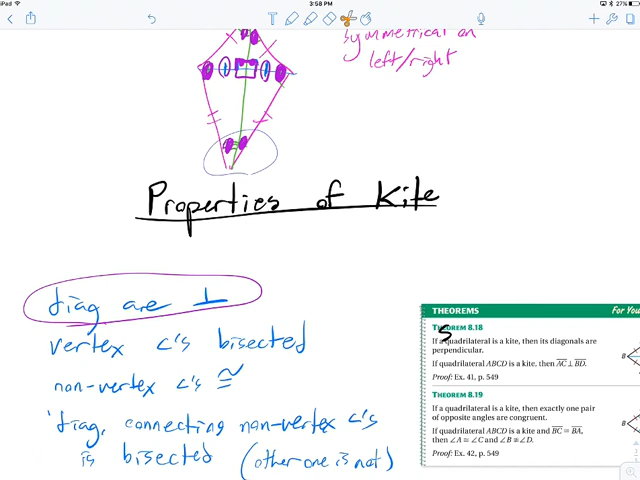 iPad
3:58 PM
27%
T
symmetrical on
left/right
Properties of Kite
diag are ⊥
vertex ∠'s bisected
non-vertex ∠'s ≅
diag. connecting non-vertex ∠'s
is bisected (other one is not)
THEOREMS For You
THEOREM 8.18
5
If a quadrilateral is a kite, then its diagonals are
perpendicular.
If quadrilateral ABCD is a kite, then AC ⊥ BD.
Proof: Ex. 41, p. 549
B
THEOREM 8.19
If a quadrilateral is a kite, then exactly one pair
of opposite angles are congruent.
If quadrilateral ABCD is a kite and BC ≅ BA,
then ∠A ≅ ∠C and ∠B ≇ ∠D.
Proof: Ex. 42, p. 549
B